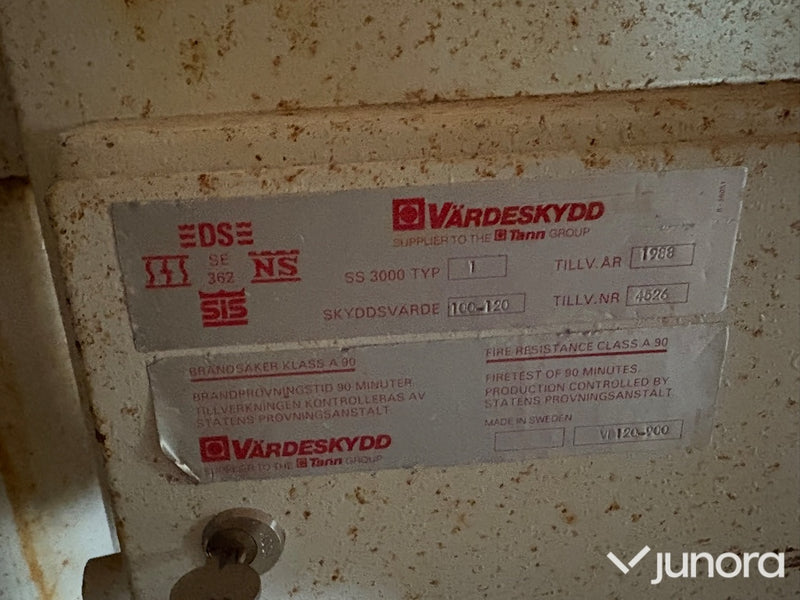 DS
SE
362
NS
SIS
VÄRDESKYDD
SUPPLIER TO THE Tann GROUP
SS 3000 TYP 1
TILLV.ÅR 1988
SKYDDSVÄRDE 100-120
TILLV.NR 4526
BRANDSÄKER KLASS A 90
BRANDPROVNINGSTID 90 MINUTER.
TILLVERKNINGEN KONTROLLERAS AV
STATENS PROVNINGSANSTALT
VÄRDESKYDD
SUPPLIER TO THE Tann GROUP
FIRE RESISTANCE CLASS A 90
FIRETEST OF 90 MINUTES.
PRODUCTION CONTROLLED BY
STATENS PROVNINGSANSTALT
MADE IN SWEDEN
120-900
junora